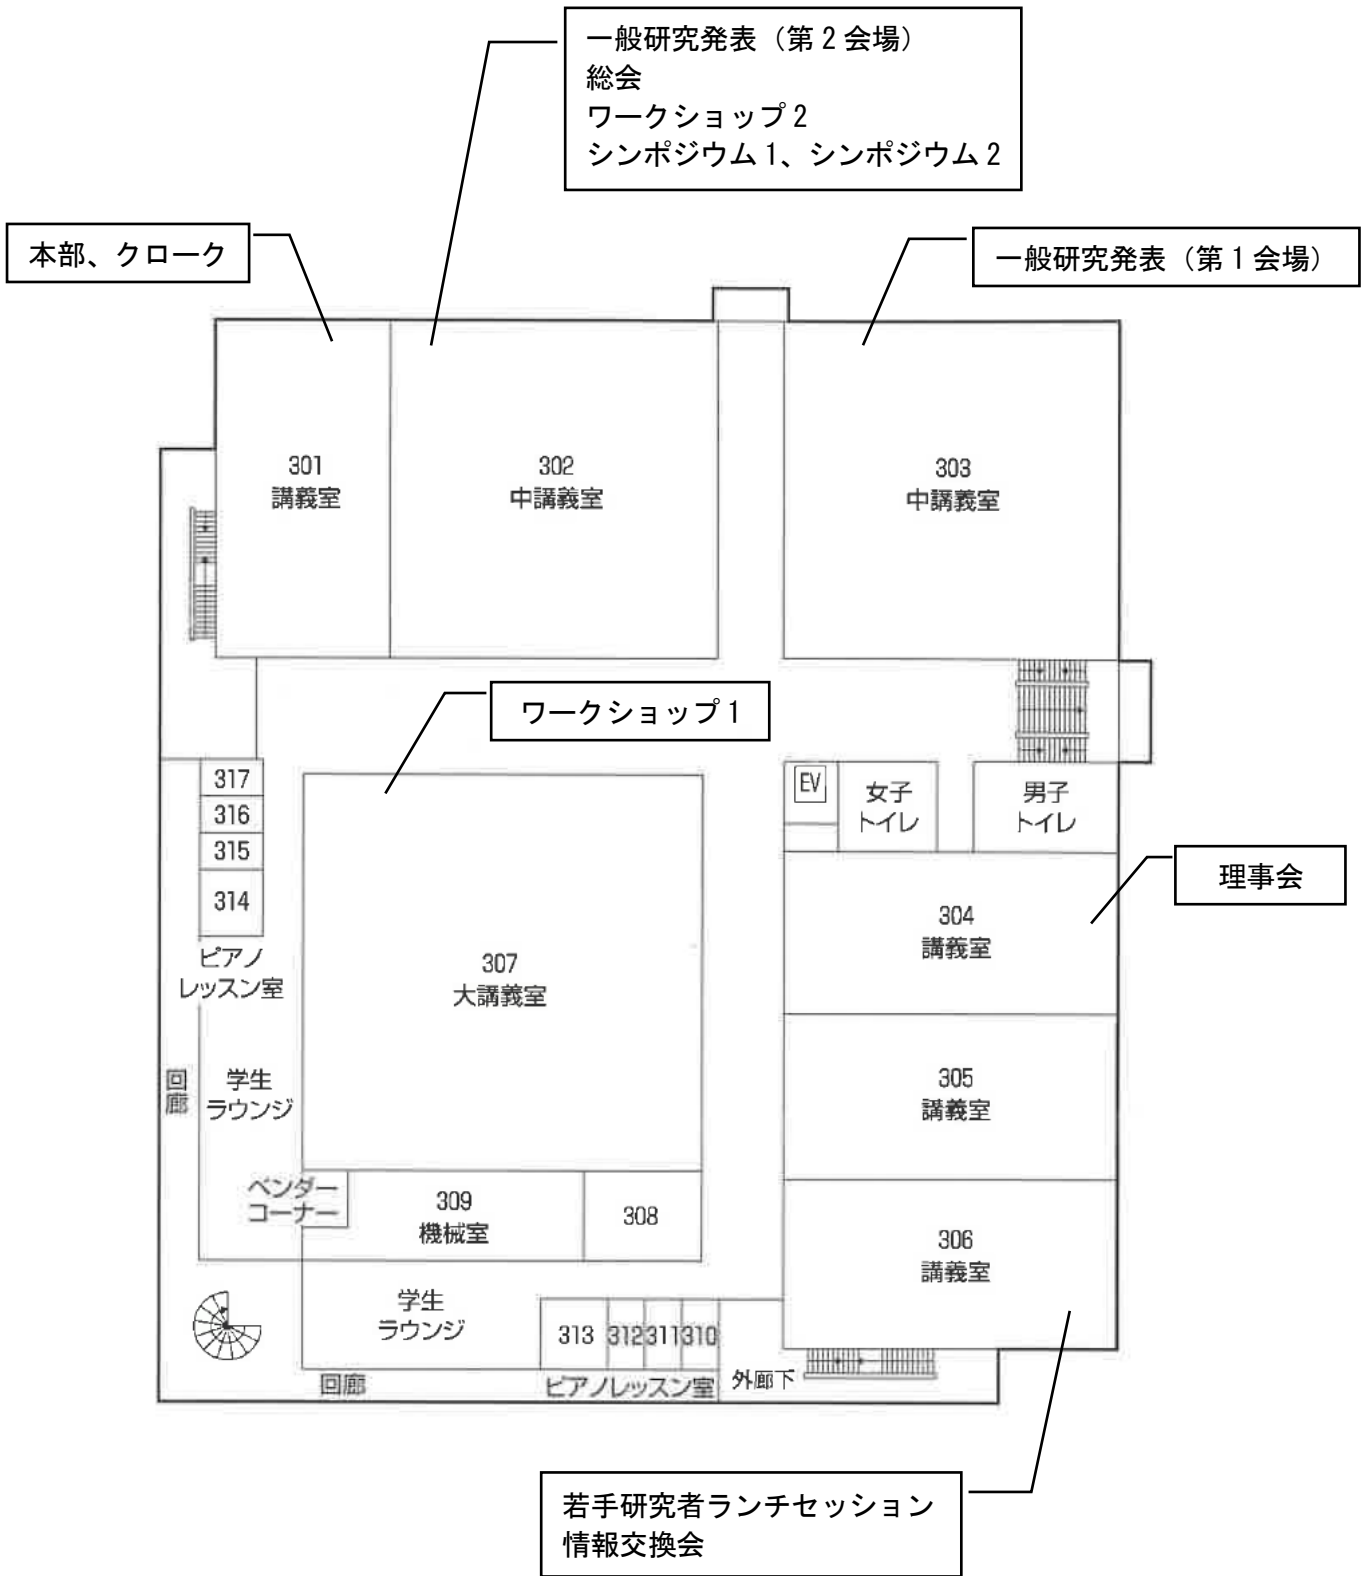 一般研究発表（第２会場）
総会
ワークショップ２
シンポジウム１、シンポジウム２
本部、クローク
一般研究発表（第１会場）
301
講義室
302
中講義室
303
中講義室
ワークショップ１
317
316
315
314
ピアノ
レッスン室
EV
女子
トイレ
男子
トイレ
理事会
304
講義室
307
大講義室
305
講義室
回廊
学生
ラウンジ
ベンダー
コーナー
309
機械室
308
306
講義室
学生
ラウンジ
313
312
311
310
回廊
ピアノレッスン室
外廊下
若手研究者ランチセッション
情報交換会